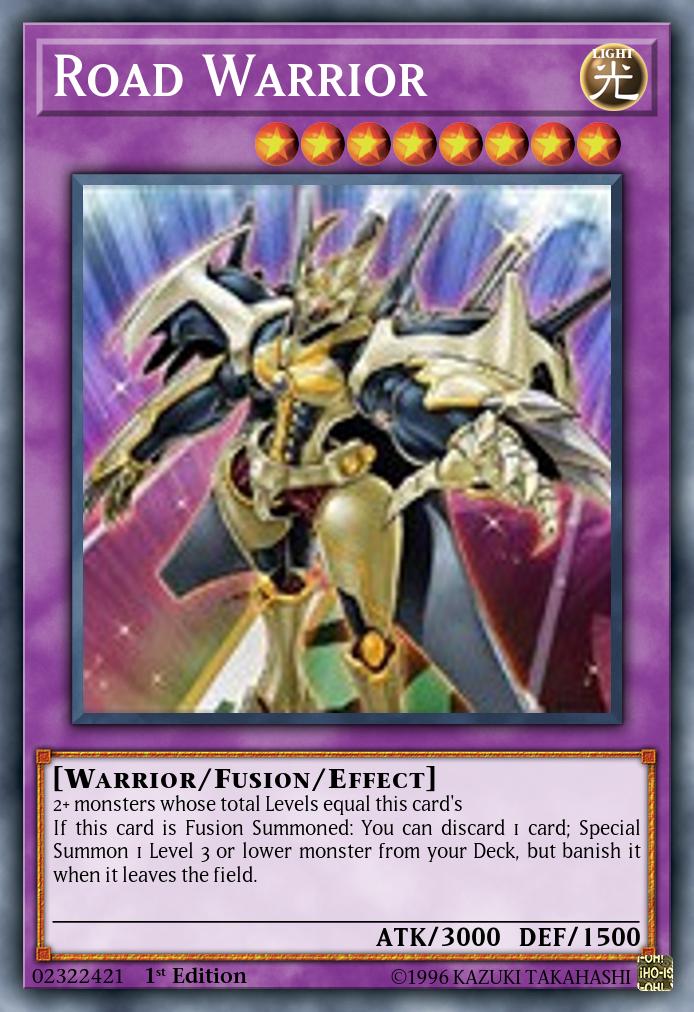 Road Warrior
LIGHT
光
[Warrior/Fusion/Effect]
2+ monsters whose total Levels equal this card's
If this card is Fusion Summoned: You can discard 1 card; Special
Summon 1 Level 3 or lower monster from your Deck, but banish it
when it leaves the field.
ATK/3000 DEF/1500
02322421 1st Edition ©1996 KAZUKI TAKAHASHI